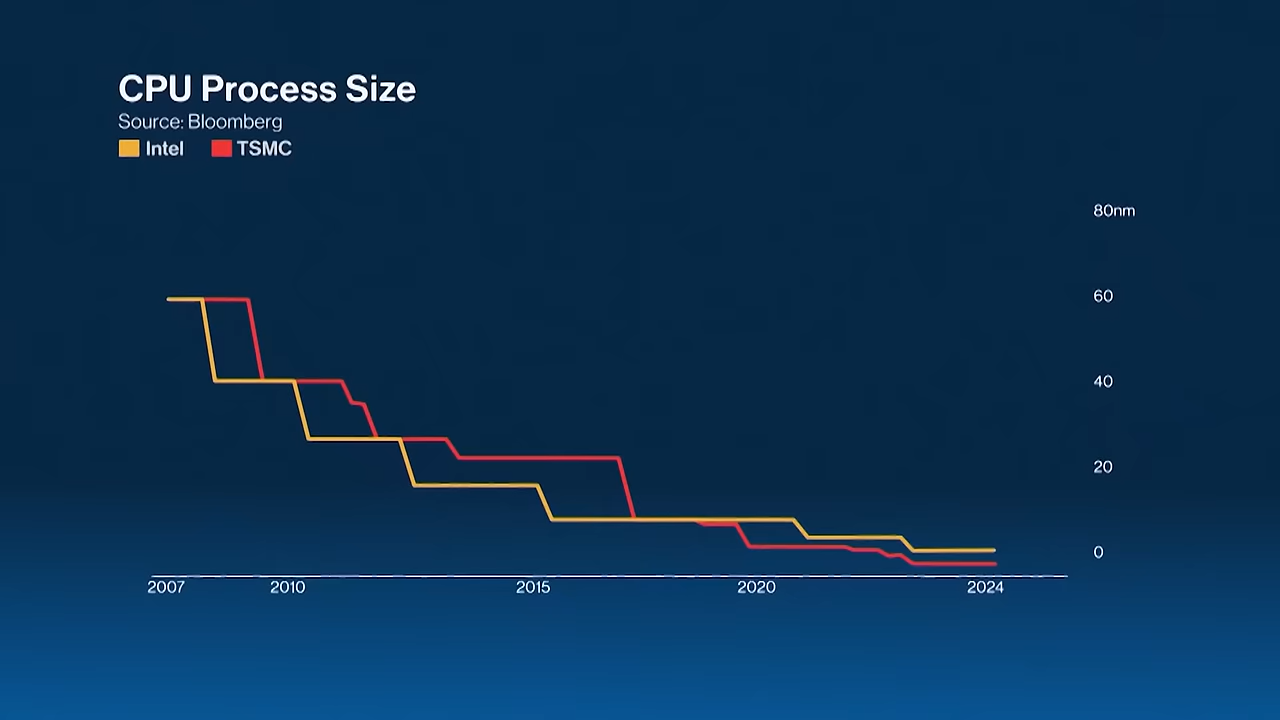 CPU Process Size
Source: Bloomberg
Intel TSMC
80nm
60
40
20
0
2007 2010 2015 2020 2024